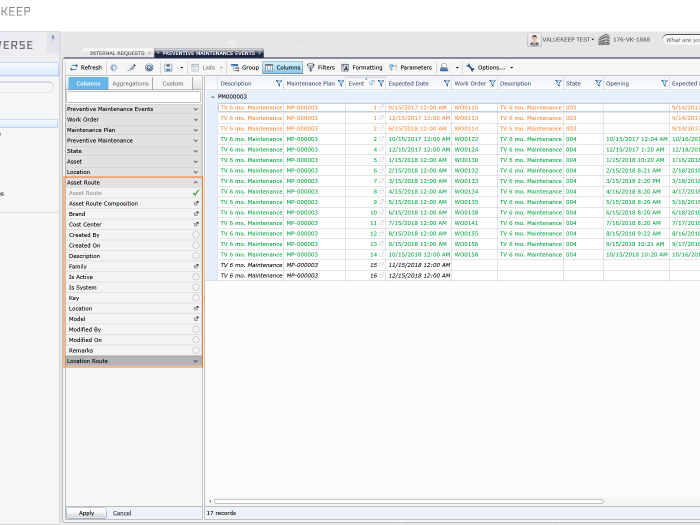 KEEP
VERSE
VALUEKEEP TEST
176-VK-1888
What are yo
INTERNAL REQUESTS ×
PREVENTIVE MAINTENANCE EVENTS ×
Refresh
Lists
Group
Columns
Filters
Formatting
Parameters
Options...
Columns Aggregations Custom
Description Maintenance Plan Event Expected Date Work Order Description State Opening Expected
PM000003
Preventive Maintenance Events
Work Order
Maintenance Plan
Preventive Maintenance
State
Asset
Location
Asset Route
Asset Route
Asset Route Composition
Brand
Cost Center
Created By
Created On
Description
Family
Is Active
Is System
Key
Location
Model
Modified By
Modified On
Remarks
Location Route
TV 6 mo. Maintenance MP-000003 1 9/15/2017 12:00 AM WO0115 TV 6 mo. Maintenance 003 9/14/2017
TV 6 mo. Maintenance MP-000003 3 12/15/2017 12:00 AM WO0113 TV 6 mo. Maintenance 003 9/14/2017
TV 6 mo. Maintenance MP-000003 2 6/15/2018 12:00 AM WO0114 TV 6 mo. Maintenance 003 9/14/2017
TV 6 mo. Maintenance MP-000003 2 10/15/2017 12:00 AM WO0122 TV 6 mo. Maintenance 004 10/15/2017 12:04 AM 10/16/20
TV 6 mo. Maintenance MP-000003 4 12/15/2017 12:00 AM WO0124 TV 6 mo. Maintenance 004 12/15/2017 1:20 AM 12/18/20
TV 6 mo. Maintenance MP-000003 5 1/15/2018 12:00 AM WO0130 TV 6 mo. Maintenance 004 1/15/2018 10:20 AM 1/16/2018
TV 6 mo. Maintenance MP-000003 6 2/15/2018 12:00 AM WO0132 TV 6 mo. Maintenance 004 2/15/2018 8:21 AM 2/18/2018
TV 6 mo. Maintenance MP-000003 7 3/15/2018 12:00 AM WO0133 TV 6 mo. Maintenance 004 3/15/2018 2:20 PM 3/18/2018
TV 6 mo. Maintenance MP-000003 8 4/15/2018 12:00 AM WO0134 TV 6 mo. Maintenance 004 4/16/2018 8:20 AM 4/17/2018
TV 6 mo. Maintenance MP-000003 9 5/15/2018 12:00 AM WO0135 TV 6 mo. Maintenance 004 5/15/2018 8:20 AM 5/16/2018
TV 6 mo. Maintenance MP-000003 10 6/15/2018 12:00 AM WO0138 TV 6 mo. Maintenance 004 6/15/2018 8:20 AM 6/18/2018
TV 6 mo. Maintenance MP-000003 11 7/15/2018 12:00 AM WO0141 TV 6 mo. Maintenance 004 7/16/2018 8:20 AM 7/17/2018
TV 6 mo. Maintenance MP-000003 12 8/15/2018 12:00 AM WO0155 TV 6 mo. Maintenance 004 8/15/2018 9:22 AM 8/16/2018
TV 6 mo. Maintenance MP-000003 13 9/15/2018 12:00 AM WO0156 TV 6 mo. Maintenance 004 9/15/2018 10:21 AM 9/17/2018
TV 6 mo. Maintenance MP-000003 14 10/15/2018 12:00 AM WO0158 TV 6 mo. Maintenance 004 10/15/2018 10:20 AM 10/16/20
TV 6 mo. Maintenance MP-000003 15 11/15/2018 12:00 AM
TV 6 mo. Maintenance MP-000003 16 12/15/2018 12:00 AM
Apply Cancel
17 records